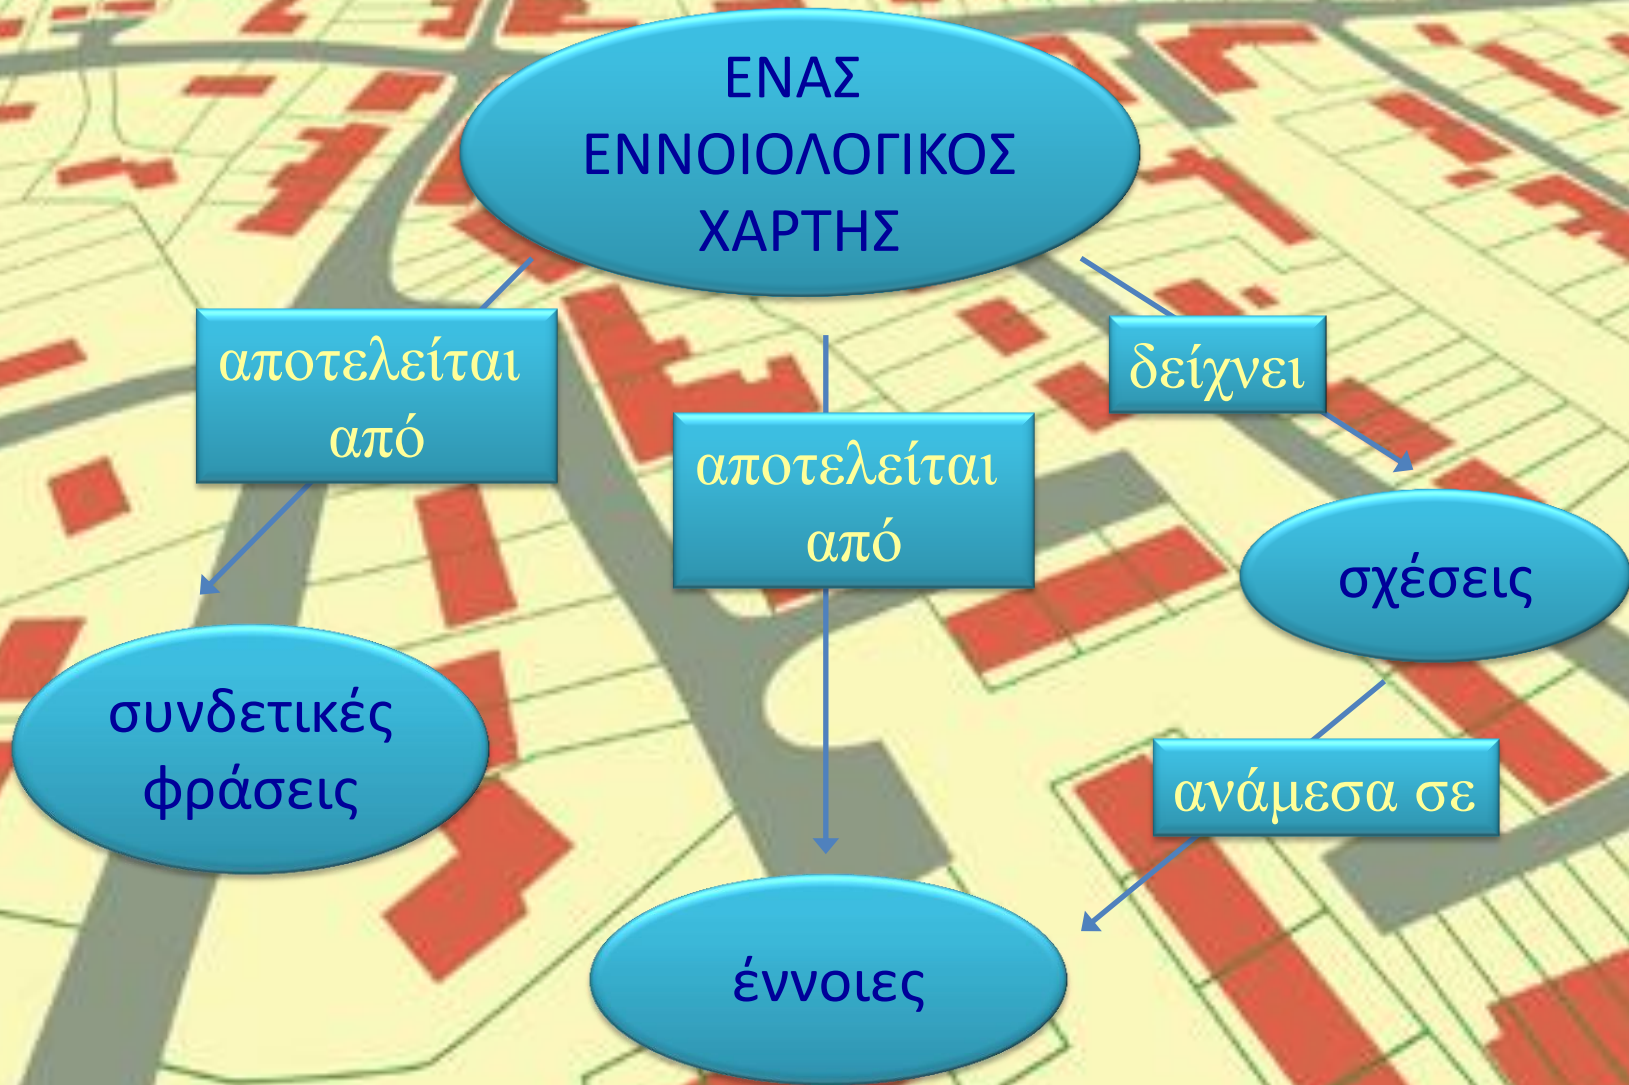 ΕΝΑΣ
ΕΝΝΟΙΟΛΟΓΙΚΟΣ
ΧΑΡΤΗΣ
αποτελείται
από
αποτελείται
από
δείχνει
σχέσεις
συνδετικές
φράσεις
ανάμεσα σε
έννοιες